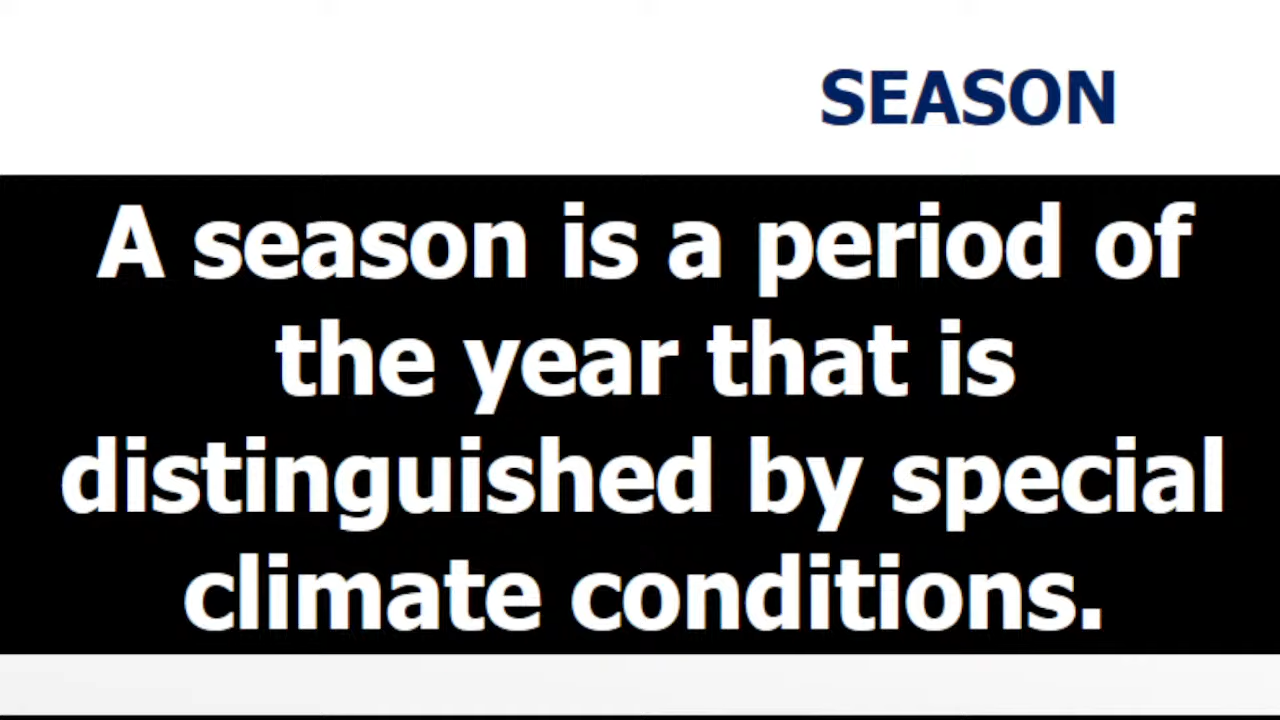 SEASON
A season is a period of
the year that is
distinguished by special
climate conditions.